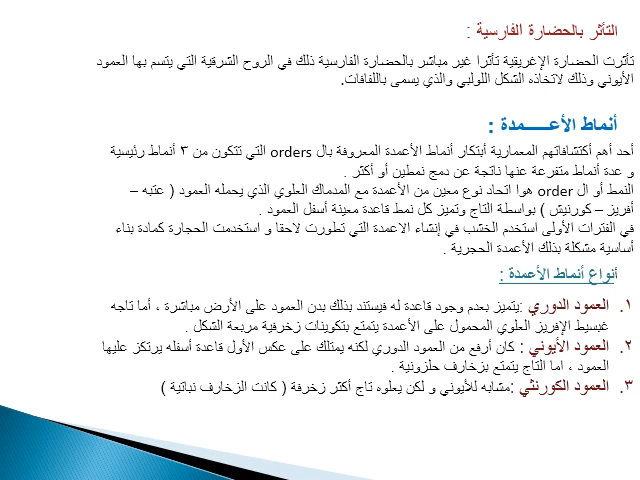 التأثر بالحضارة الفارسية :
تأثرت الحضارة الإغريقية تأثرا غير مباشر بالحضارة الفارسية ذلك في الروح الشرقية التي يتسم بها العمود
الأيوني وذلك لاتخاذه الشكل اللولبي والذي يسمى باللفافات.
أنماط الأعـــــمدة :
أحد أهم أكتشافاتهم المعمارية أبتكار أنماط الأعمدة المعروفة بال orders التي تتكون من ٣ أنماط رئيسية
و عدة أنماط متفرعة عنها ناتجة عن دمج نمطين أو أكثر .
النمط أو ال order هوا اتحاد نوع معين من الأعمدة مع المدماك العلوي الذي يحمله العمود ( عتبه –
أفريز – كورنيش ) بواسطة التاج وتميز كل نمط قاعدة معينة أسفل العمود .
في الفترات الأولى استخدم الخشب في إنشاء الاعمدة التي تطورت لاحقا و استخدمت الحجارة كمادة بناء
أساسية مشكلة بذلك الأعمدة الحجرية .
أنواع أنماط الأعمدة :
١. العمود الدوري :يتميز بعدم وجود قاعدة له فيستند بذلك بدن العمود على الأرض مباشرة ، أما تاجه
فبسيط الإفريز العلوي المحمول على الأعمدة يتمتع بتكوينات زخرفية مربعة الشكل .
٢. العمود الأيوني : كان أرفع من العمود الدوري لكنه يمتلك على عكس الأول قاعدة أسفله يرتكز عليها
العمود ، اما التاج يتمتع بزخارف حلزونية .
٣. العمود الكورنثي :مشابه للأيوني و لكن يعلوه تاج أكثر زخرفة ( كانت الزخارف نباتية )